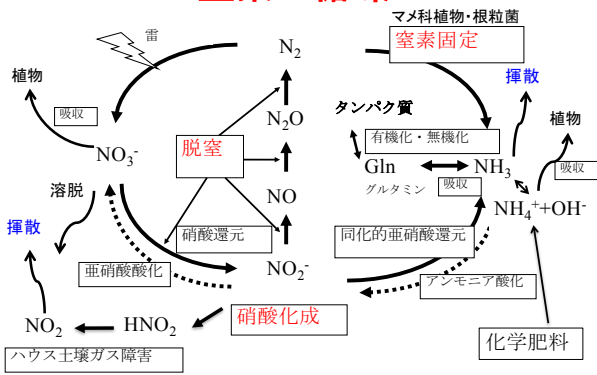 マメ科植物・根粒菌
雷
N₂
窒素固定
植物
揮散
吸収
タンパク質
植物
N₂O
脱窒
有機化・無機化
NO₃⁻
Gln
NH₃
グルタミン
吸収
吸収
溶脱
NO
NH₄⁺+OH⁻
揮散
硝酸還元
同化的亜硝酸還元
亜硝酸酸化
NO₂⁻
アンモニア酸化
NO₂
HNO₂
硝酸化成
化学肥料
ハウス土壌ガス障害